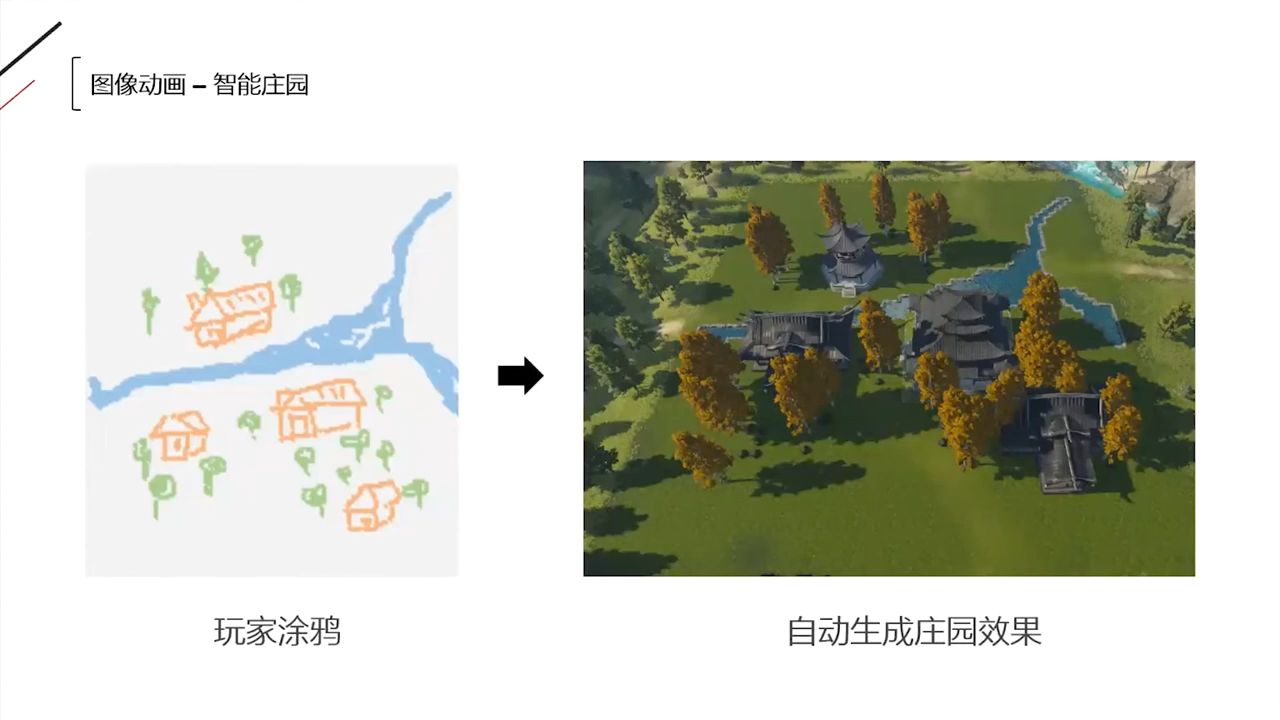 图像动画 – 智能庄园
玩家涂鸦
自动生成庄园效果